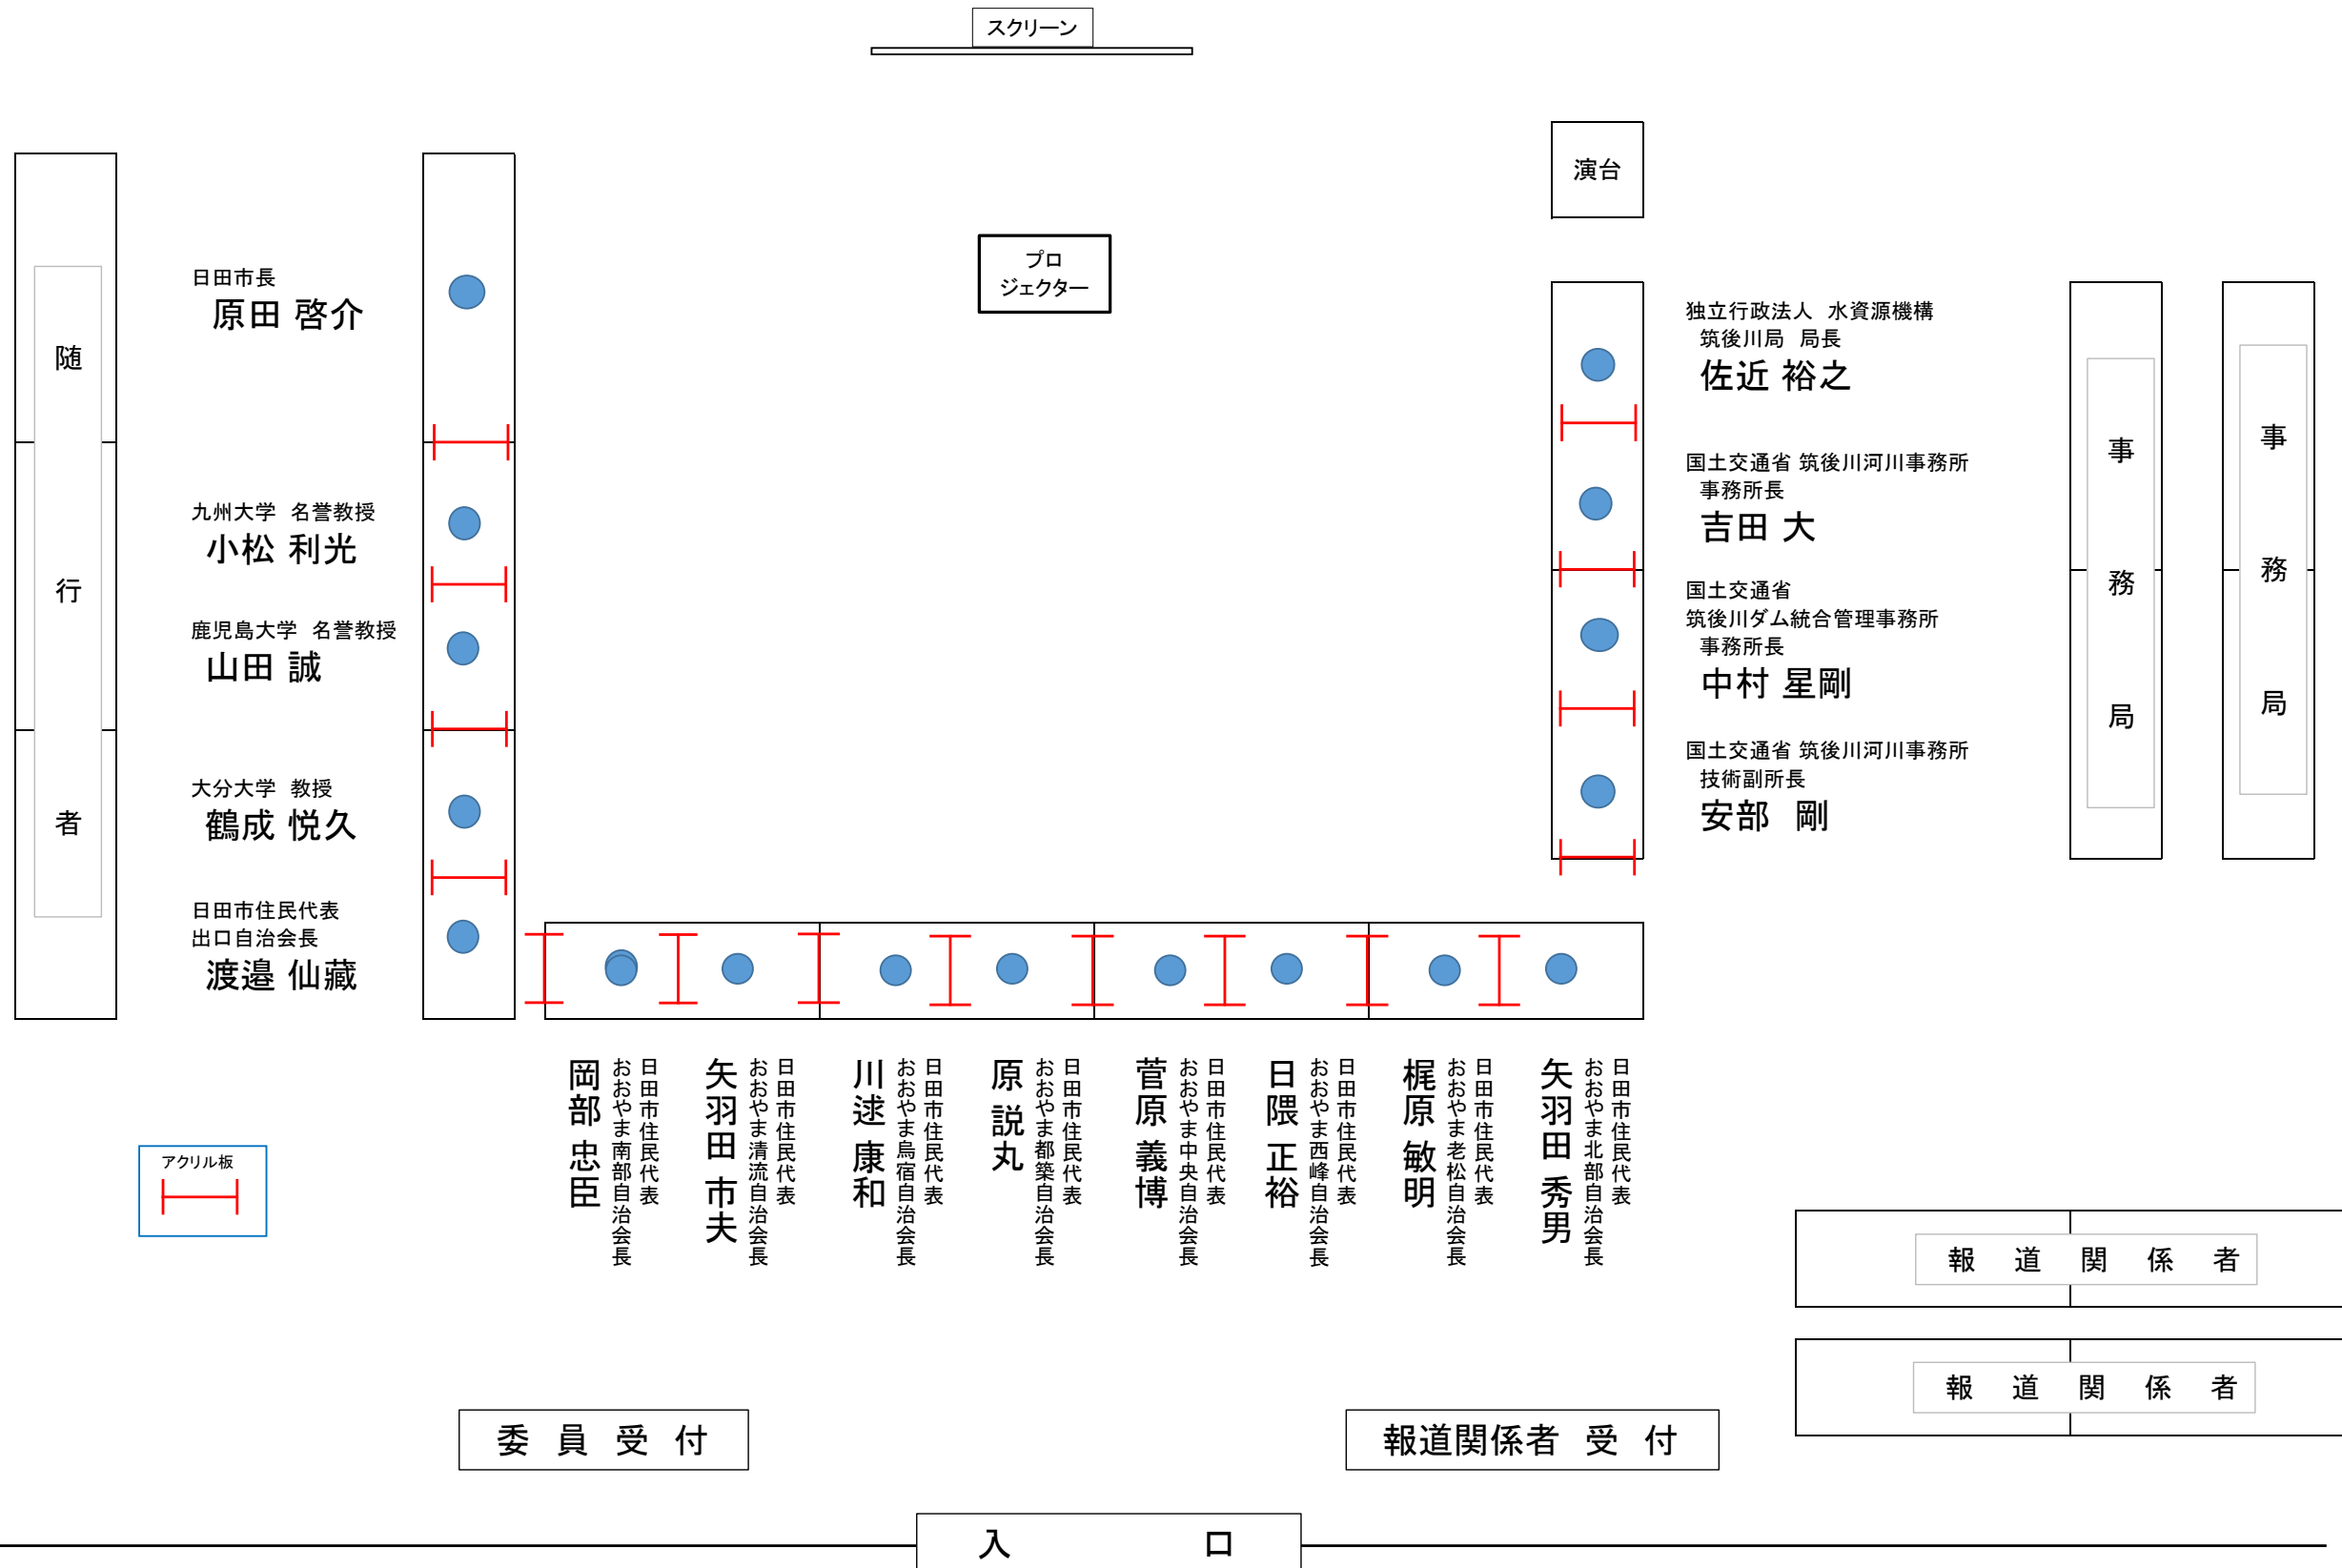 スクリーン
演台
プロ
ジェクター
日田市長
原田 啓介
九州大学 名誉教授
小松 利光
鹿児島大学 名誉教授
山田 誠
大分大学 教授
鶴成 悦久
日田市住民代表
出口自治会長
渡邉 仙藏
随行者
独立行政法人 水資源機構
筑後川局 局長
佐近 裕之
国土交通省 筑後川河川事務所
事務所長
吉田 大
国土交通省
筑後川ダム統合管理事務所
事務所長
中村 星剛
国土交通省 筑後川河川事務所
技術副所長
安部 剛
事務局
事務局
日田市住民代表
おおやま南部自治会長
岡部 忠臣
日田市住民代表
おおやま清流自治会長
矢羽田 市夫
日田市住民代表
おおやま烏宿自治会長
川逑 康和
日田市住民代表
おおやま都築自治会長
原 説丸
日田市住民代表
おおやま中央自治会長
菅原 義博
日田市住民代表
おおやま西峰自治会長
日隈 正裕
日田市住民代表
おおやま老松自治会長
梶原 敏明
日田市住民代表
おおやま北部自治会長
矢羽田 秀男
アクリル板
報道関係者
報道関係者
委員受付
報道関係者 受付
入口